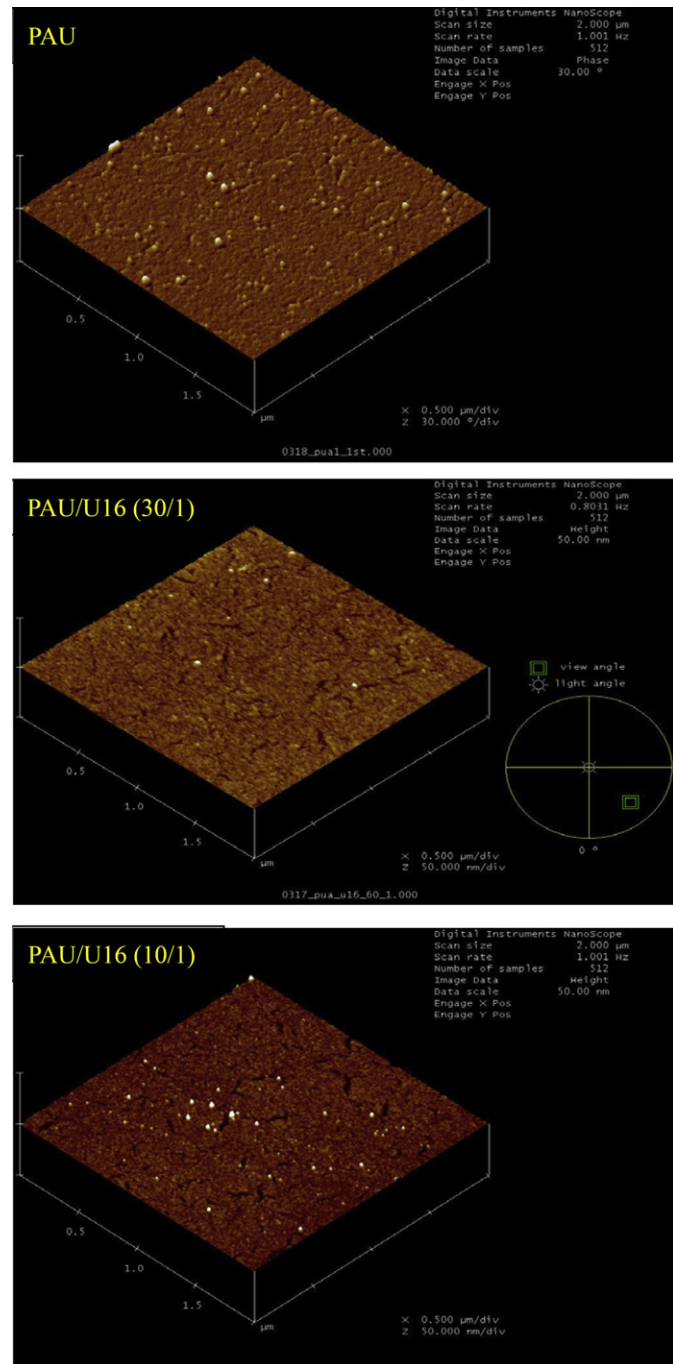 PAU
Digital Instruments NanoScope
Scan size 2.000 µm
Scan rate 1.001 Hz
Number of samples 512
Image Data Phase
Data scale 30.00 º
Engage X Pos
Engage Y Pos
0.5
1.0
1.5
µm
X 0.500 µm/div
Z 30.000 º/div
0318_pua1_1st.000
PAU/U16 (30/1)
Digital Instruments NanoScope
Scan size 2.000 µm
Scan rate 0.8031 Hz
Number of samples 512
Image Data Height
Data scale 50.00 nm
Engage X Pos
Engage Y Pos
view angle
light angle
0.5
1.0
1.5
µm
0 º
X 0.500 µm/div
Z 50.000 nm/div
0317_pua_u16_60_1.000
PAU/U16 (10/1)
Digital Instruments NanoScope
Scan size 2.000 µm
Scan rate 1.001 Hz
Number of samples 512
Image Data Height
Data scale 50.00 nm
Engage X Pos
Engage Y Pos
0.5
1.0
1.5
µm
X 0.500 µm/div
Z 50.000 nm/div